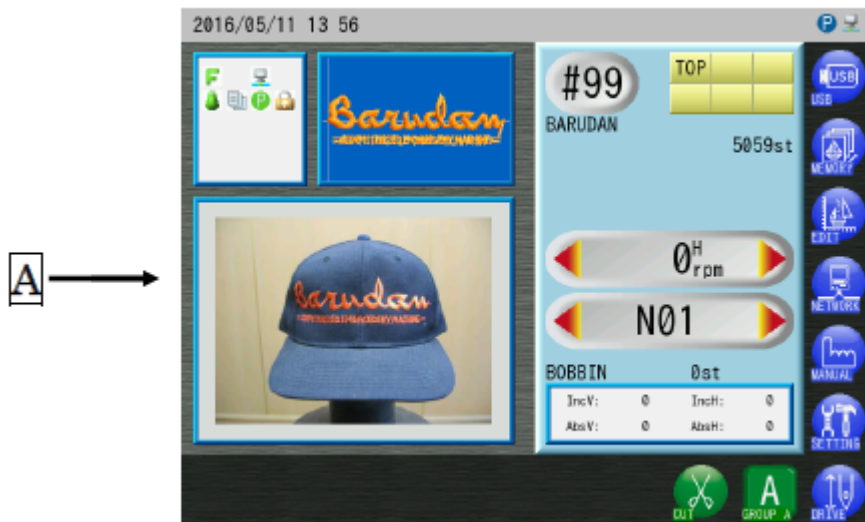 2016/05/11 13 56
P
F
P
Barudan
#99
TOP
BARUDAN
5059st
USB
USB
MEMORY
EDIT
A
Barudan
0 H rpm
NETWORK
N01
MANUAL
BOBBIN 0st
IncV: 0 IncH: 0
AbsV: 0 AbsH: 0
SETTING
CUT
A
GROUP A
DRIVE